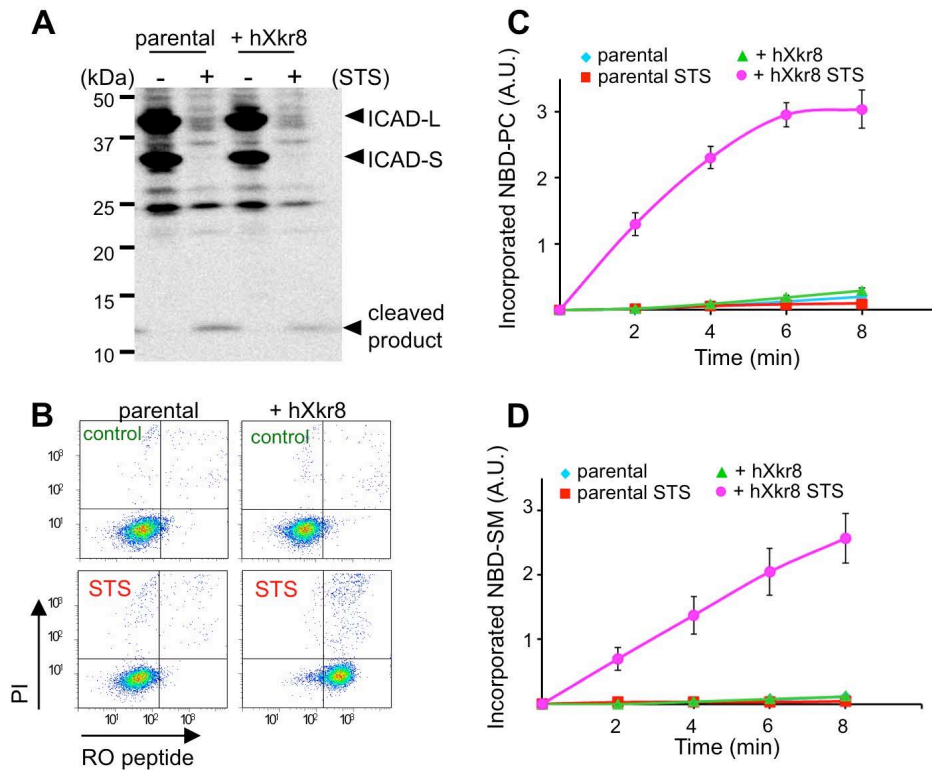 A
parental + hXkr8
(kDa) - + - + (STS)
50
37
25
20
15
10
ICAD-L
ICAD-S
cleaved
product
B
parental + hXkr8
control control
10³
10²
10¹
STS STS
10³
10²
10¹
PI
10¹ 10² 10³ 10¹ 10² 10³
RO peptide
C
parental + hXkr8
parental STS + hXkr8 STS
Incorporated NBD-PC (A.U.)
3
2
1
2 4 6 8
Time (min)
D
parental + hXkr8
parental STS + hXkr8 STS
Incorporated NBD-SM (A.U.)
2
1
2 4 6 8
Time (min)